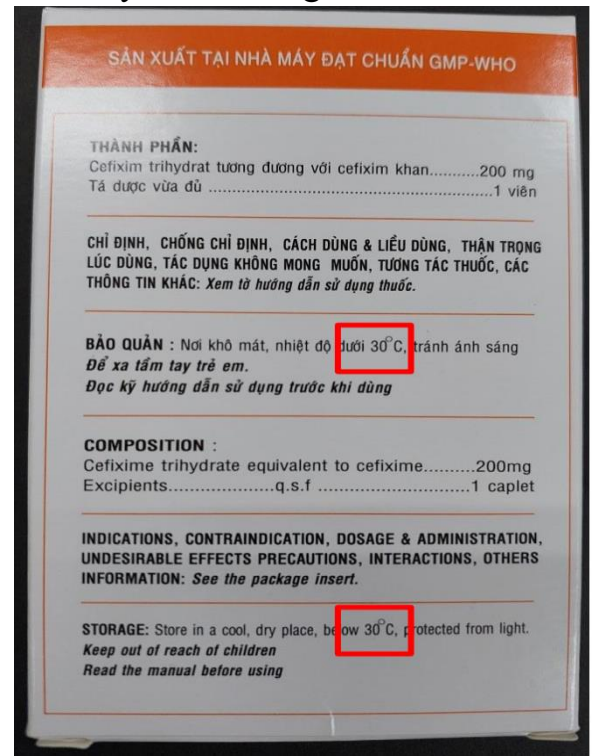 SẢN XUẤT TẠI NHÀ MÁY ĐẠT CHUẨN GMP-WHO
THÀNH PHẦN:
Cefixim trihydrat tương đương với cefixim khan...........200 mg
Tá dược vừa đủ ......................................................1 viên
CHỈ ĐỊNH, CHỐNG CHỈ ĐỊNH, CÁCH DÙNG & LIỀU DÙNG, THẬN TRỌNG
LÚC DÙNG, TÁC DỤNG KHÔNG MONG MUỐN, TƯƠNG TÁC THUỐC, CÁC
THÔNG TIN KHÁC: Xem tờ hướng dẫn sử dụng thuốc.
BẢO QUẢN : Nơi khô mát, nhiệt độ dưới 30°C, tránh ánh sáng
Để xa tầm tay trẻ em.
Đọc kỹ hướng dẫn sử dụng trước khi dùng
COMPOSITION :
Cefixime trihydrate equivalent to cefixime..........200mg
Excipients..................q.s.f ..........................1 caplet
INDICATIONS, CONTRAINDICATION, DOSAGE & ADMINISTRATION,
UNDESIRABLE EFFECTS PRECAUTIONS, INTERACTIONS, OTHERS
INFORMATION: See the package insert.
STORAGE: Store in a cool, dry place, below 30°C, protected from light.
Keep out of reach of children
Read the manual before using